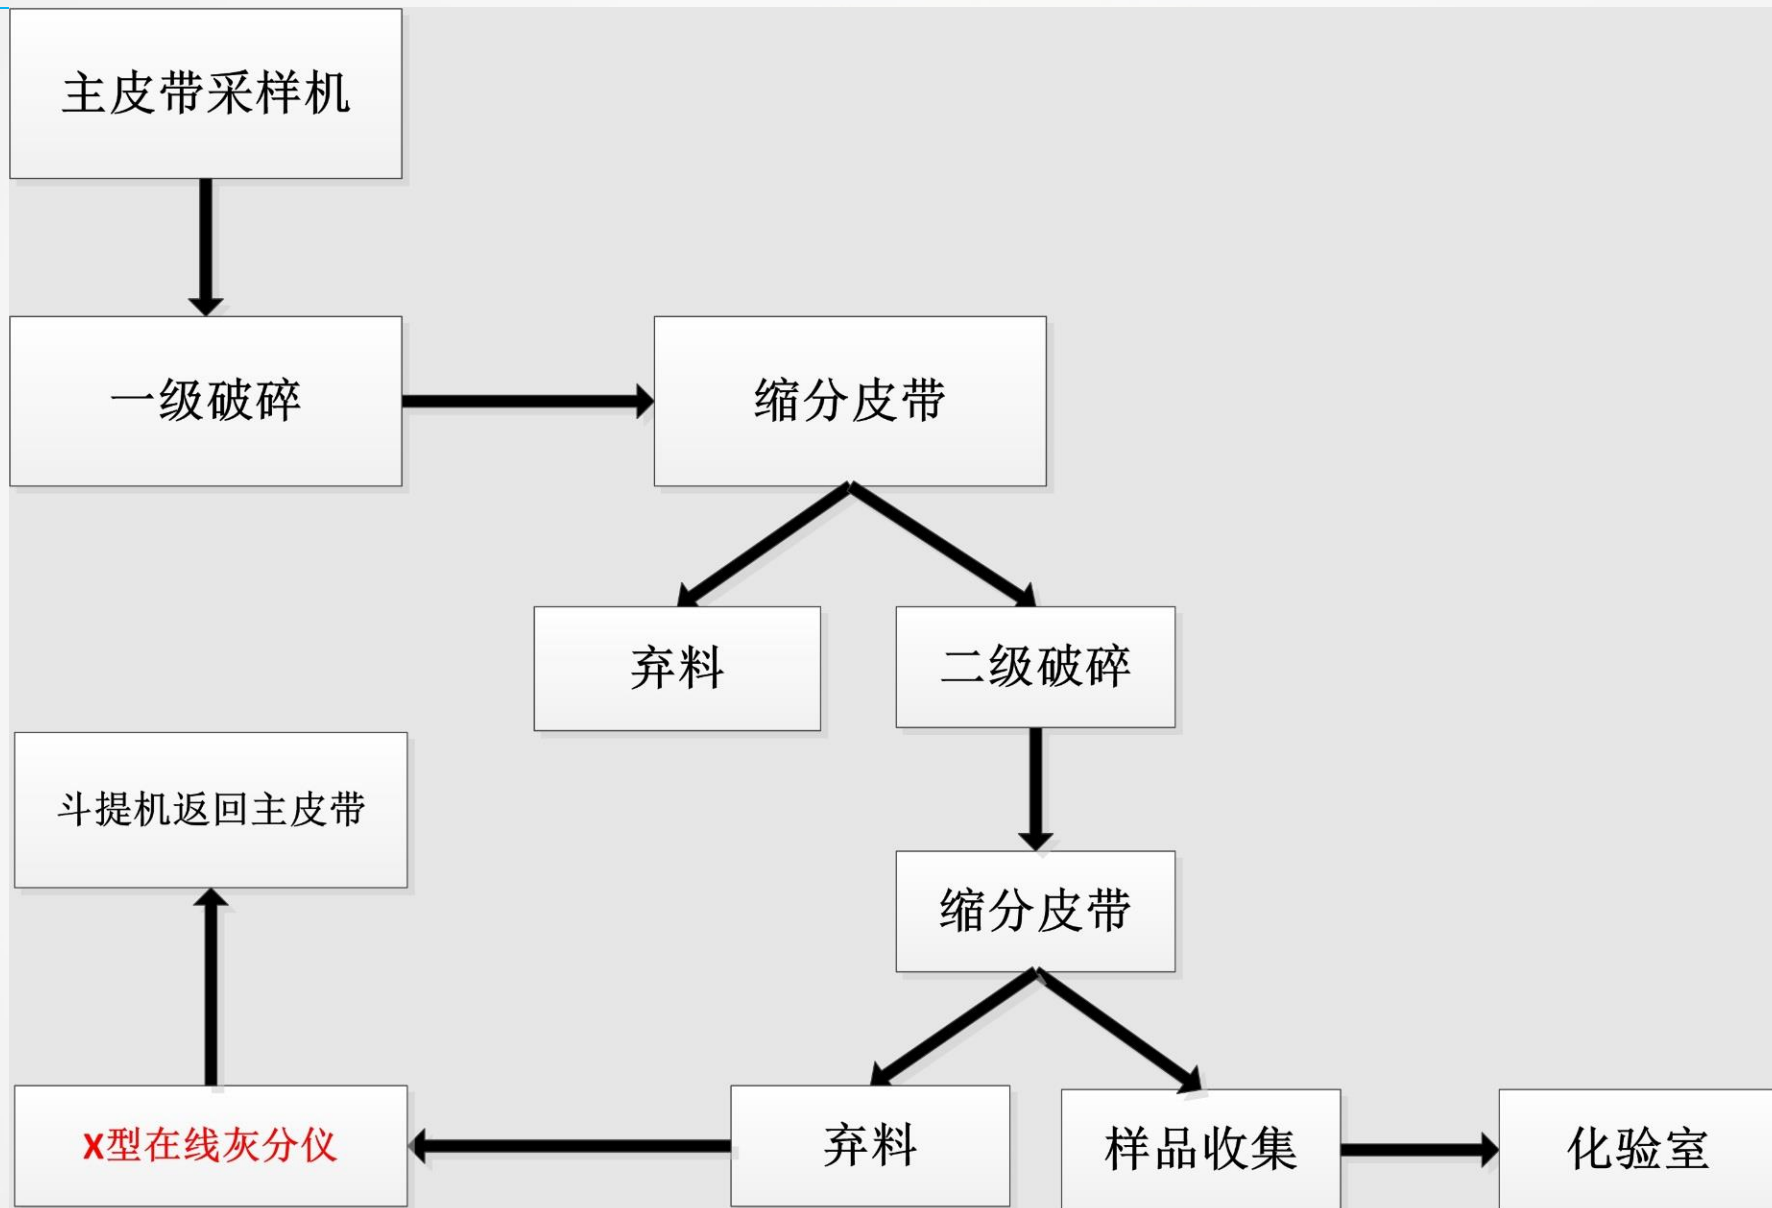 主皮带采样机
一级破碎
缩分皮带
弃料
二级破碎
斗提机返回主皮带
缩分皮带
X型在线灰分仪
弃料
样品收集
化验室